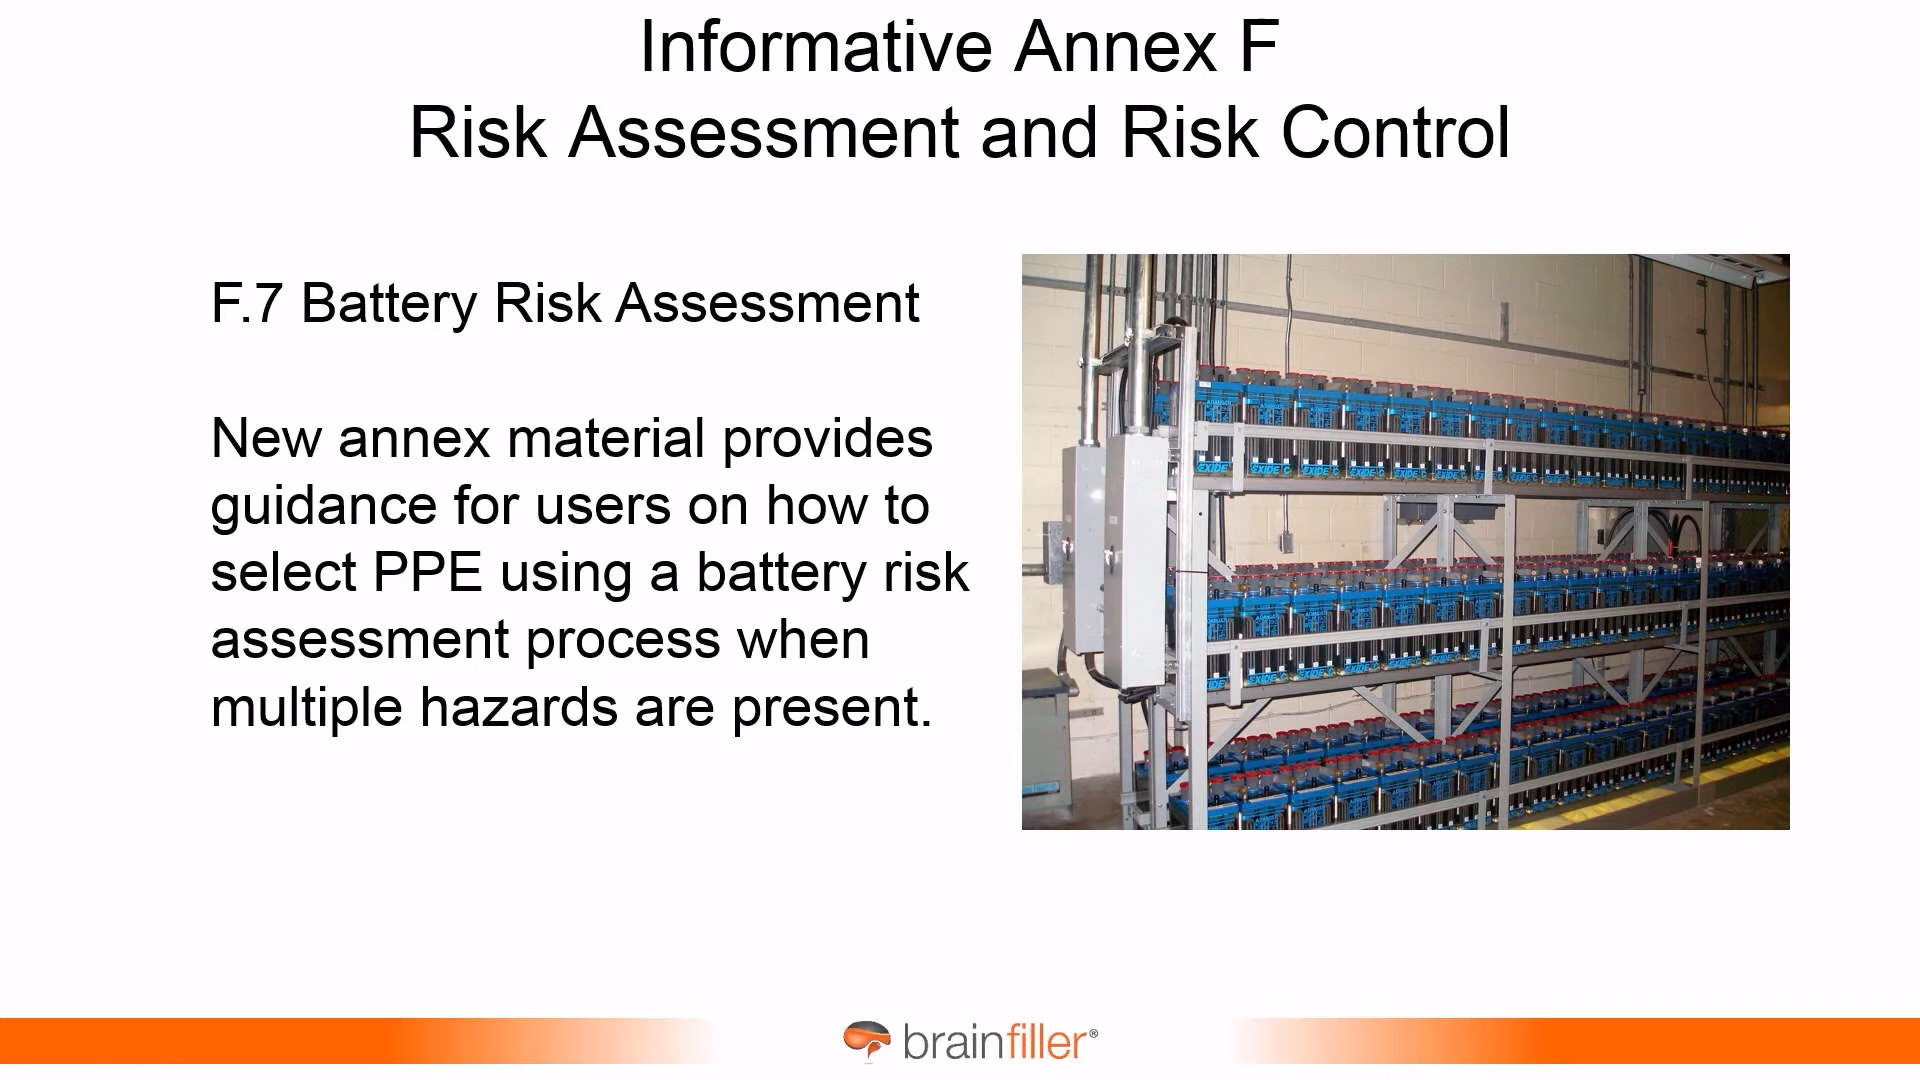 Informative Annex F
Risk Assessment and Risk Control
F.7 Battery Risk Assessment
New annex material provides
guidance for users on how to
select PPE using a battery risk
assessment process when
multiple hazards are present.
EXIDE
brainfiller®